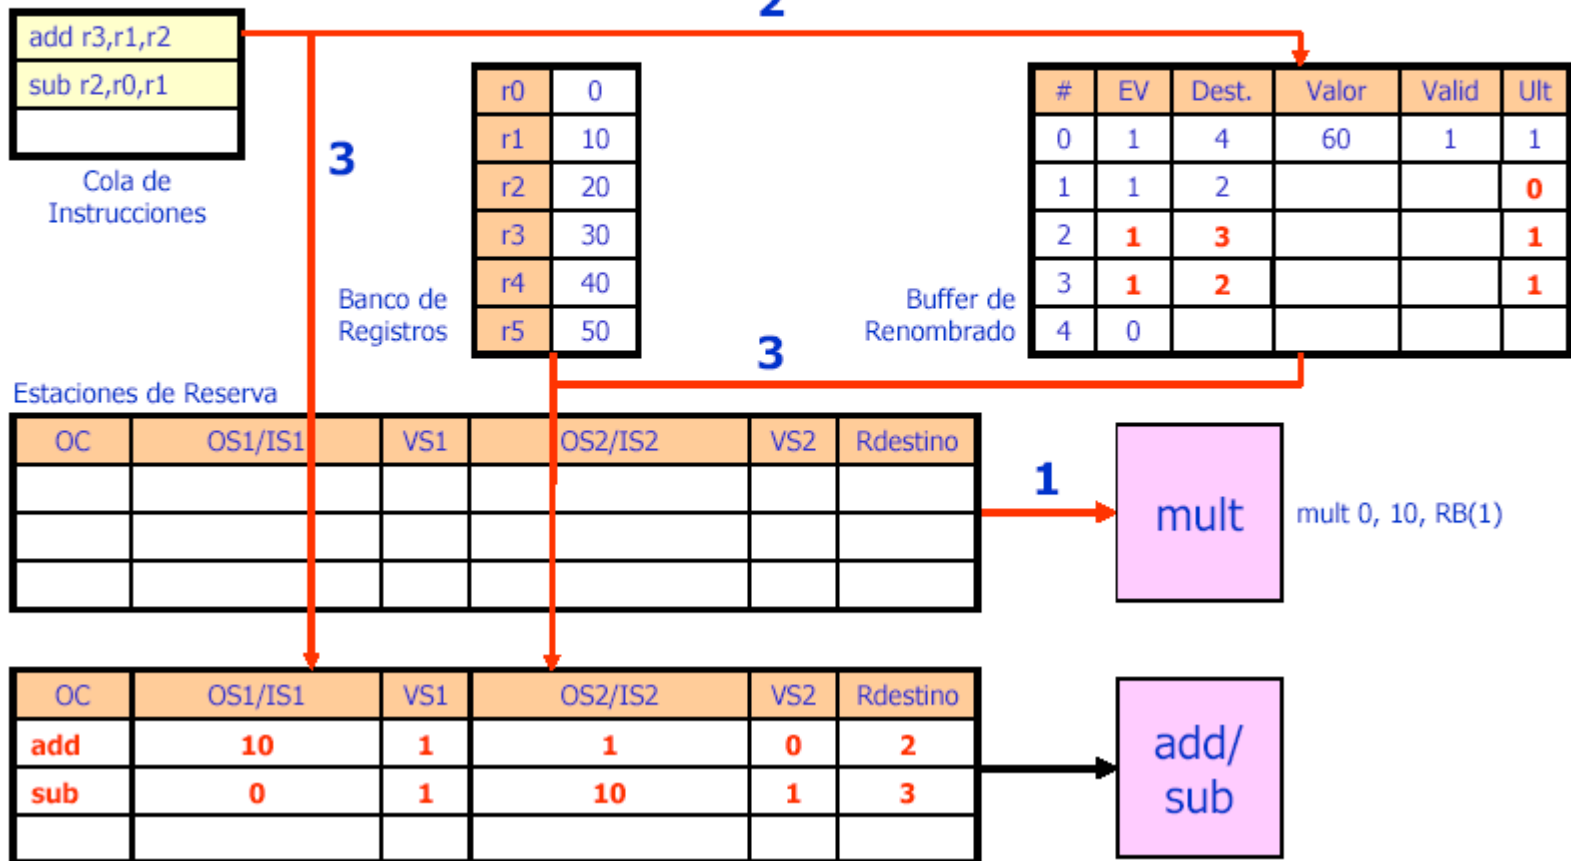 2
add r3,r1,r2
sub r2,r0,r1
Cola de
Instrucciones
3
r0 0
r1 10
r2 20
r3 30
r4 40
r5 50
Banco de
Registros
# EV Dest. Valor Valid Ult
0 1 4 60 1 1
1 1 2 0
2 1 3 1
3 1 2 1
4 0
Buffer de
Renombrado
3
Estaciones de Reserva
OC OS1/IS1 VS1 OS2/IS2 VS2 Rdestino
1
mult
mult 0, 10, RB(1)
OC OS1/IS1 VS1 OS2/IS2 VS2 Rdestino
add 10 1 1 0 2
sub 0 1 10 1 3
add/
sub